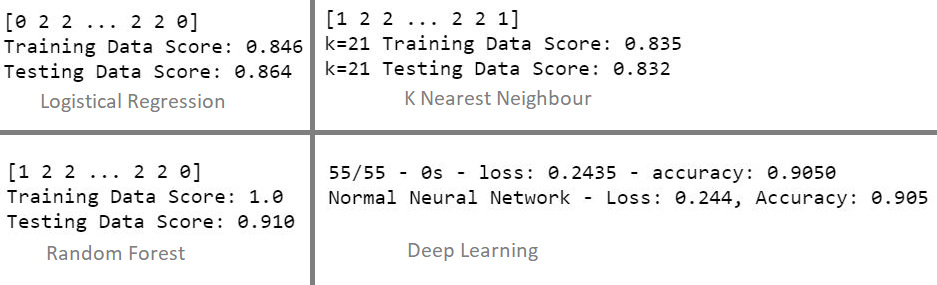 [0 2 2 ... 2 2 0]
Training Data Score: 0.846
Testing Data Score: 0.864
Logistical Regression
[1 2 2 ... 2 2 1]
k=21 Training Data Score: 0.835
k=21 Testing Data Score: 0.832
K Nearest Neighbour
[1 2 2 ... 2 2 0]
Training Data Score: 1.0
Testing Data Score: 0.910
Random Forest
55/55 - 0s - loss: 0.2435 - accuracy: 0.9050
Normal Neural Network - Loss: 0.244, Accuracy: 0.905
Deep Learning